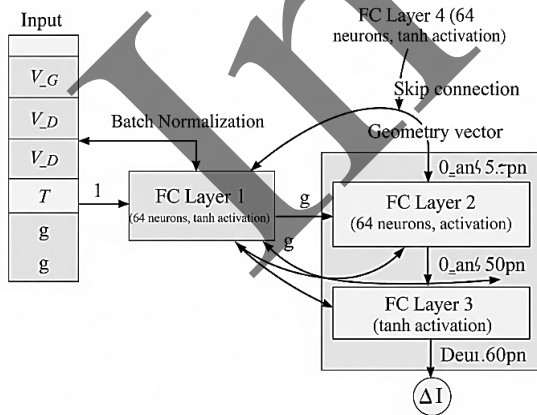 Input
V_G
V_D
V_D
T
g
g
1
Batch Normalization
FC Layer 1
(64 neurons, tanh activation)
g
g
FC Layer 4 (64
neurons, tanh activation)
Skip connection
Geometry vector
FC Layer 2
(64 neurons, activation)
FC Layer 3
(tanh activation)
ΔI
In